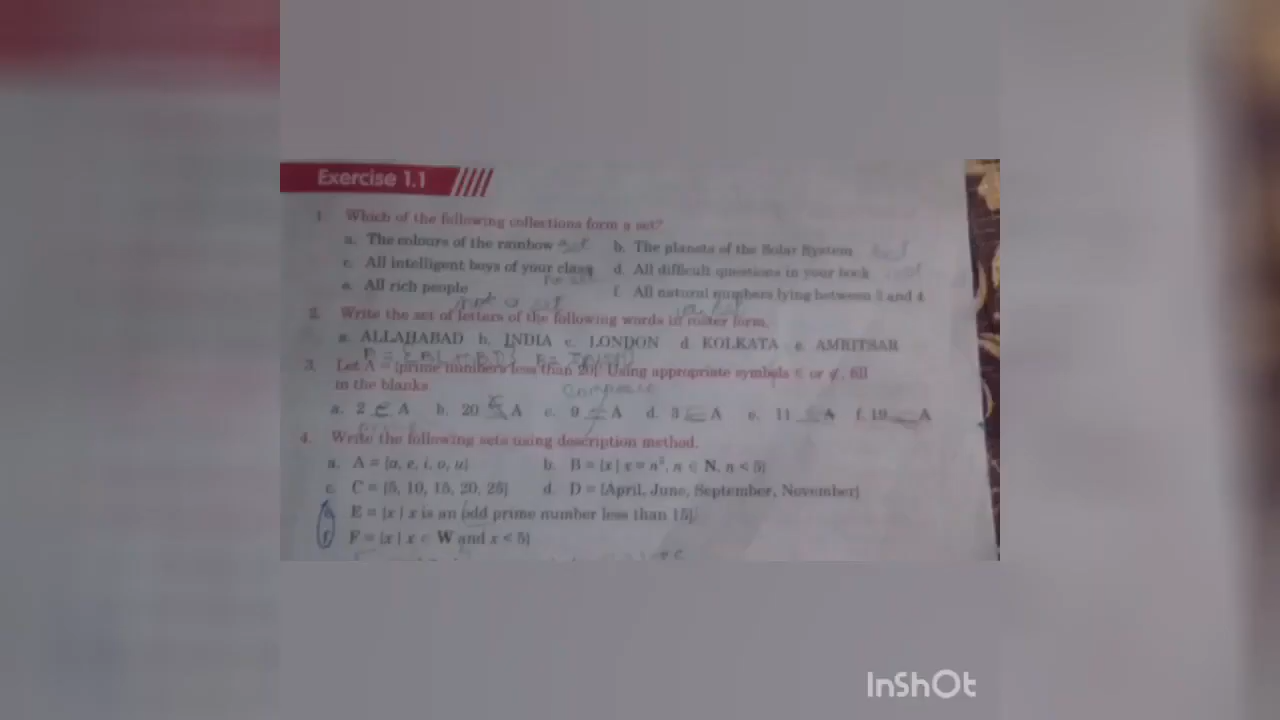 Exercise 1.1
1. Which of the following collections form a set?
a. The colours of the rainbow b. The planets of the Solar System
c. All intelligent boys of your class d. All difficult questions in your book
e. All rich people f. All natural numbers lying between 3 and 4
not a set
2. Write the set of letters of the following words in roster form.
a. ALLAHABAD b. INDIA c. LONDON d. KOLKATA e. AMRITSAR
3. Let A = {prime numbers less than 20}. Using appropriate symbols ∈ or ∉, fill
in the blanks
a. 2 ∈ A b. 20 A c. 9 A d. 3 A e. 11 A f. 19 A
4. Write the following sets using description method.
a. A = {a, e, i, o, u} b. B = {x | x = n², n ∈ N, n < 5}
c. C = {5, 10, 15, 20, 25} d. D = {April, June, September, November}
E = {x | x is an odd prime number less than 15}
f. F = {x | x ∈ W and x < 5}
InShOt